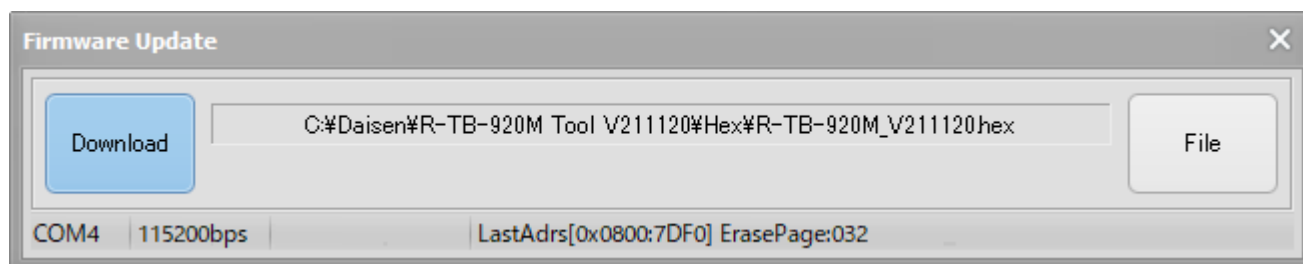 Firmware Update
Download
C:¥Daisen¥R-TB-920M Tool V211120¥Hex¥R-TB-920M_V211120.hex
File
COM4 115200bps LastAdrs[0x0800:7DF0] ErasePage:032